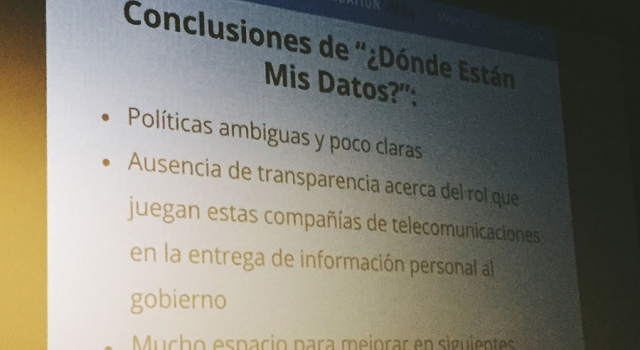 Conclusiones de “¿Dónde Están
Mis Datos?”:
• Políticas ambiguas y poco claras
• Ausencia de transparencia acerca del rol que
juegan estas compañías de telecomunicaciones
en la entrega de información personal al
gobierno
• Mucho espacio para mejorar en siguientes